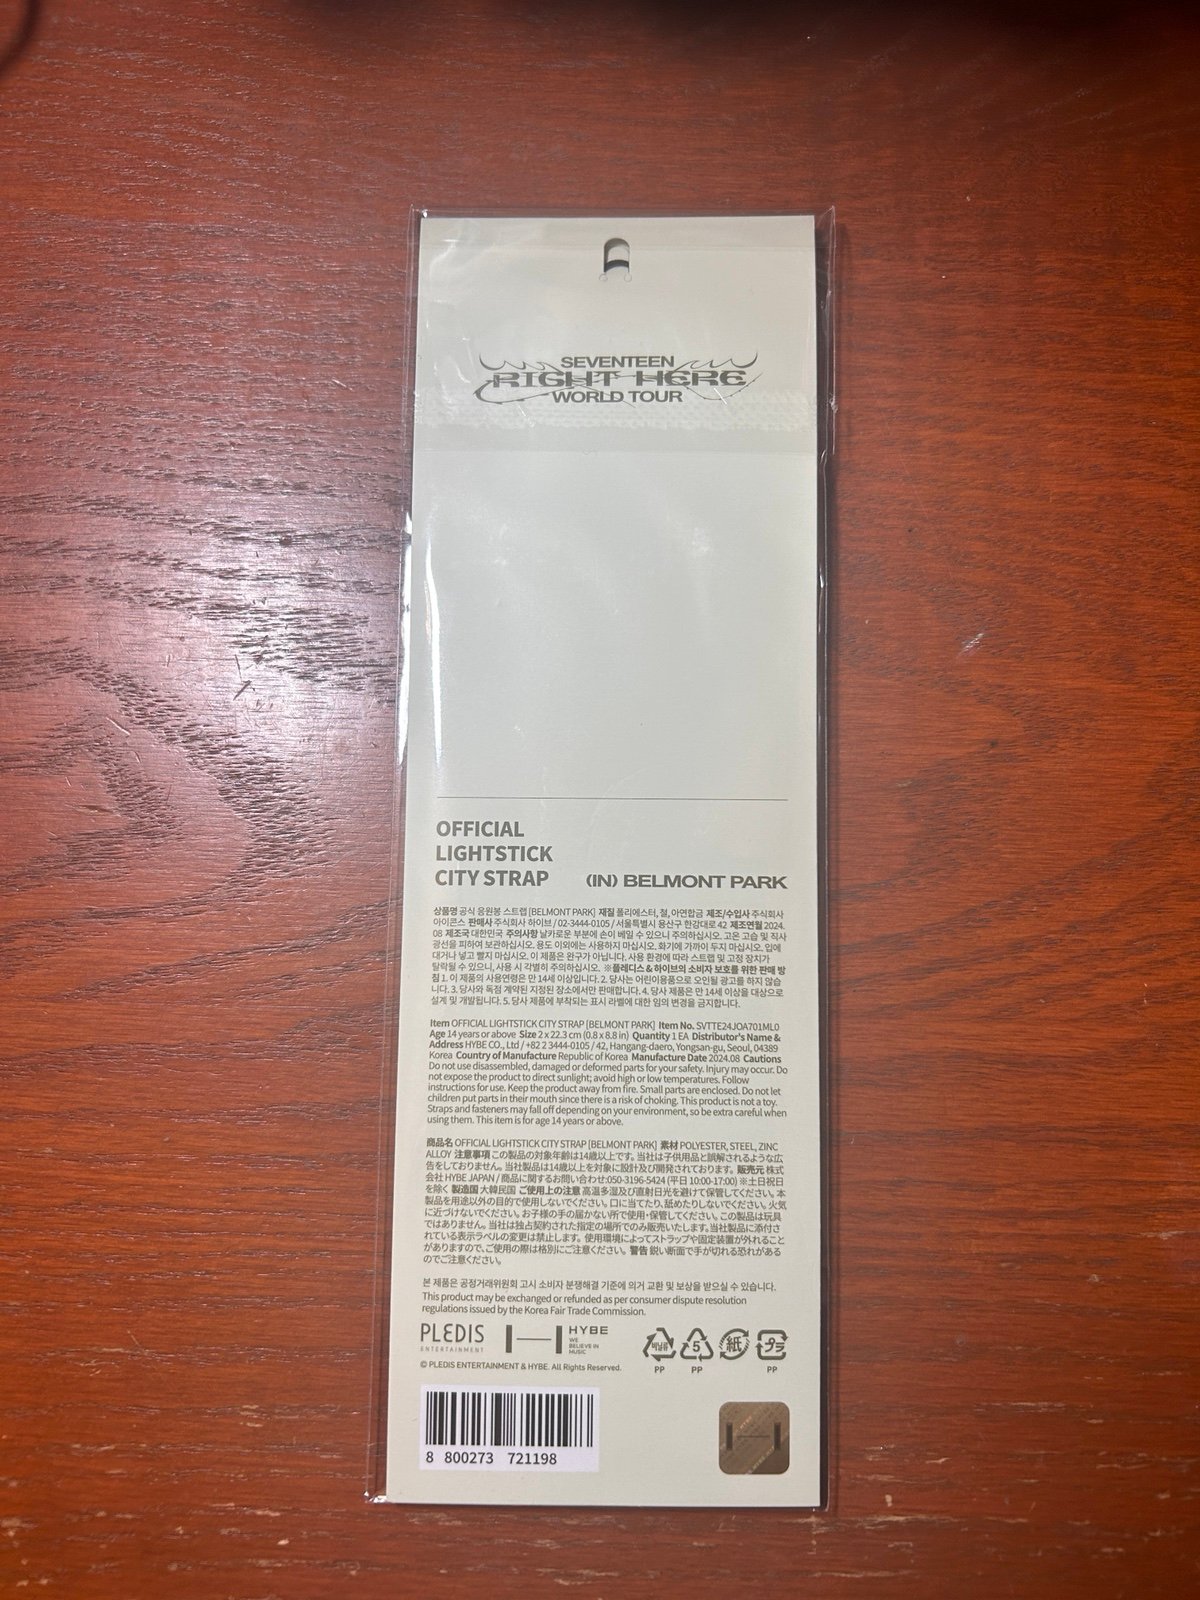 SEVENTEEN
RIGHT HERE
WORLD TOUR
OFFICIAL
LIGHTSTICK
CITY STRAP
(IN) BELMONT PARK
상품명 공식 응원봉 스트랩 [BELMONT PARK] 재질 폴리에스터, 철, 아연합금 제조/수입사 주식회사
아이콘스 판매사 주식회사 하이브 / 02-3444-0105 / 서울특별시 용산구 한강대로 42 제조연월 2024.
08 제조국 대한민국 주의사항 날카로운 부분에 손이 베일 수 있으니 주의하십시오. 고온 고습 및 직사
광선을 피하여 보관하십시오. 용도 이외에는 사용하지 마십시오. 화기에 가까이 두지 마십시오. 입에
대거나 넣고 빨지 마십시오. 이 제품은 완구가 아닙니다. 사용 환경에 따라 스트랩 및 고정 장치가
탈락될 수 있으니, 사용 시 각별히 주의하십시오. ※플레디스 & 하이브의 소비자 보호를 위한 판매 방
침 1. 이 제품의 사용연령은 만 14세 이상입니다. 2. 당사는 어린이용품으로 오인될 광고를 하지 않습
니다. 3. 당사와 독점 계약된 지정된 장소에서만 판매합니다. 4. 당사 제품은 만 14세 이상을 대상으로
설계 및 개발됩니다. 5. 당사 제품에 부착되는 표시 라벨에 대한 임의 변경을 금지합니다.
Item OFFICIAL LIGHTSTICK CITY STRAP [BELMONT PARK] Item No. SVTTE24JOA701ML0
Age 14 years or above Size 2 x 22.3 cm (0.8 x 8.8 in) Quantity 1 EA Distributor's Name &
Address HYBE CO., Ltd / +82 2 3444-0105 / 42, Hangang-daero, Yongsan-gu, Seoul, 04389
Korea Country of Manufacture Republic of Korea Manufacture Date 2024.08 Cautions
Do not use disassembled, damaged or deformed parts for your safety. Injury may occur. Do
not expose the product to direct sunlight; avoid high or low temperatures. Follow
instructions for use. Keep the product away from fire. Small parts are enclosed. Do not let
children put parts in their mouth since there is a risk of choking. This product is not a toy.
Straps and fasteners may fall off depending on your environment, so be extra careful when
using them. This item is for age 14 years or above.
商品名 OFFICIAL LIGHTSTICK CITY STRAP [BELMONT PARK] 素材 POLYESTER, STEEL, ZINC
ALLOY 注意事項 この製品の対象年齢は14歳以上です。当社は子供用品と誤解されるような広
告をしておりません。当社製品は14歳以上を対象に設計及び開発されております。販売元 株式
会社 HYBE JAPAN / 商品に関するお問い合わせ:050-3196-5424 (平日 10:00-17:00) ※土日祝日
を除く 製造国 大韓民国 ご使用上の注意 高温多湿及び直射日光を避けて保管してください。本
製品を用途以外の目的で使用しないでください。口に当てたり、舐めたりしないでください。火気
に近づけないでください。お子様の手の届かない所で使用・保管してください。この製品は玩具
ではありません。当社は独占契約された指定の場所でのみ販売いたします。当社製品に添付さ
れている表示ラベルの変更は禁止します。使用環境によってストラップや固定装置が外れること
がありますので、ご使用の際は格別にご注意ください。警告 鋭い断面で手が切れる恐れがある
のでご注意ください。
본 제품은 공정거래위원회 고시 소비자 분쟁해결 기준에 의거 교환 및 보상을 받으실 수 있습니다.
This product may be exchanged or refunded as per consumer dispute resolution
regulations issued by the Korea Fair Trade Commission.
PLEDIS
ENTERTAINMENT
HYBE
WE
BELIEVE IN
MUSIC
비닐류 5 紙 プラ
PP PP PP
© PLEDIS ENTERTAINMENT & HYBE. All Rights Reserved.
8 800273 721198